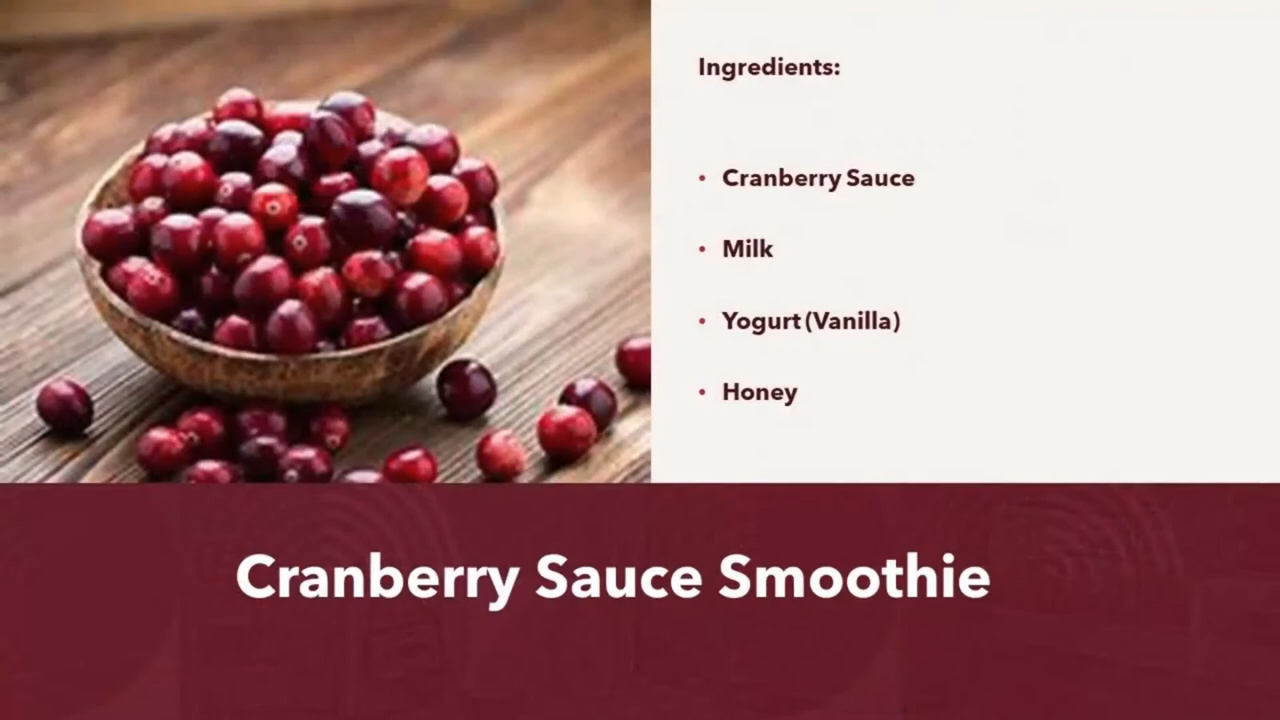 Ingredients:
• Cranberry Sauce
• Milk
• Yogurt (Vanilla)
• Honey
Cranberry Sauce Smoothie